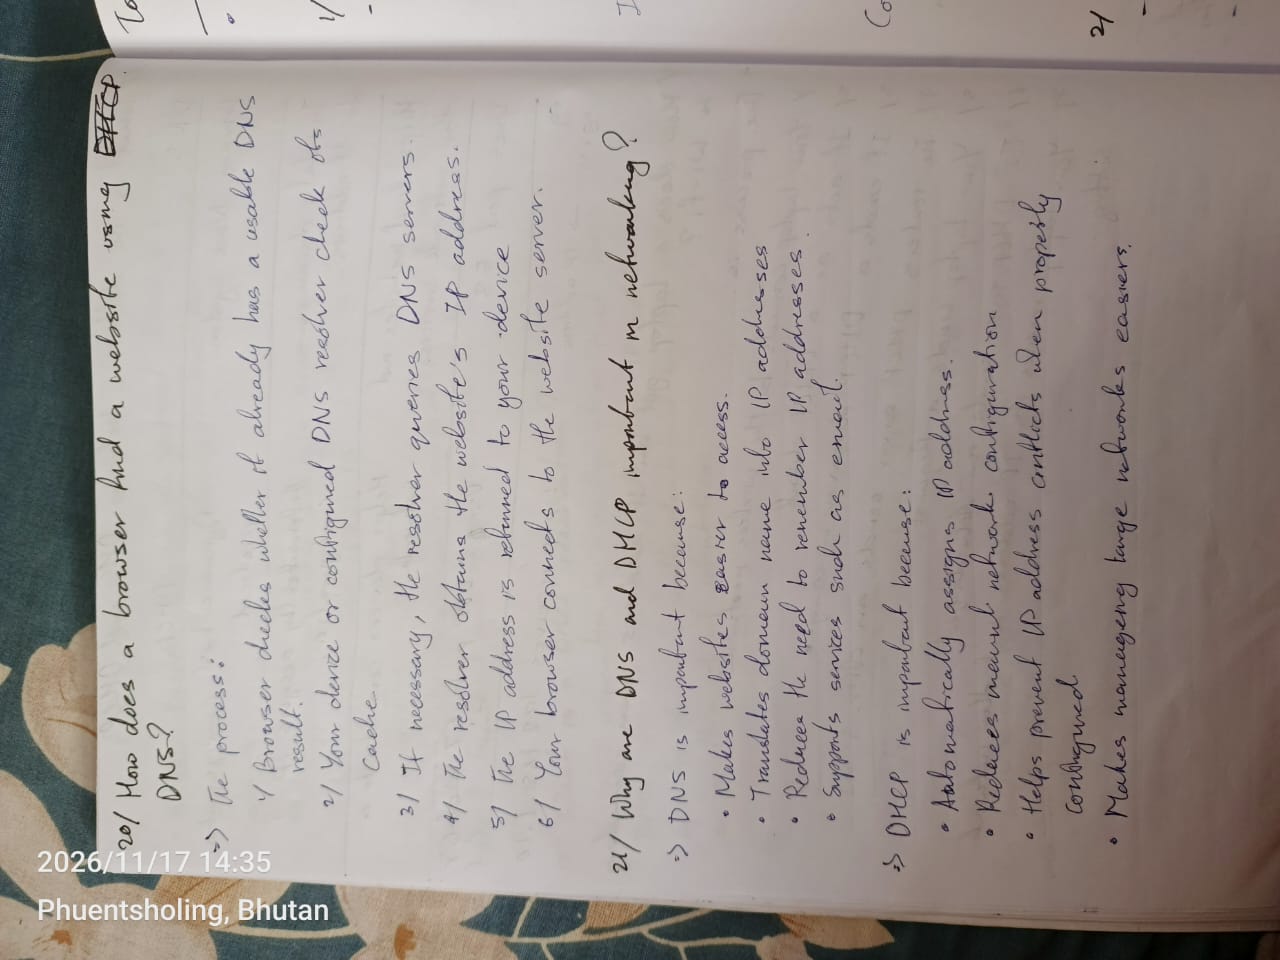 20/ How does a browser find a website using
DNS?
=> The process:
1/ Browser checks whether it already has a usable DNS
result.
2/ Your device or configured DNS resolver check its
Cache
3/ If necessary, the resolver queries DNS servers.
4/ The resolver obtains the website's IP address.
5/ The IP address is returned to your device
6/ Your browser connects to the website server.
21/ Why are DNS and DHCP important in networking?
=> DNS is important because:
• Makes websites easier to access.
• Translates domain name into IP addresses
• Reduces the need to remember IP addresses.
• Supports services such as email.
=> DHCP is important because:
• Automatically assigns IP address.
• Reduces manual network configuration
• Helps prevent IP address conflicts when properly
configured
• Makes managing large networks easiers.
To
1/
-
I
Co
2/
-
2026/11/17 14:35
Phuentsholing, Bhutan